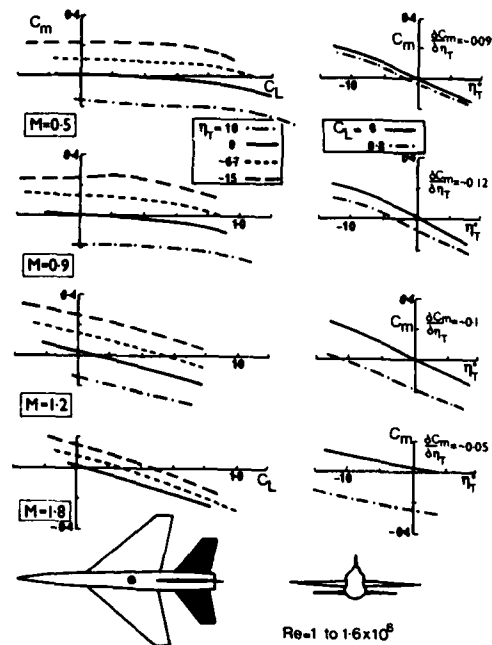 0·4
0·4
Cm
Cm
δCm/δηT = -·009
-10
ηT°
CL
M=0·5
ηT = 10
0
-6·7
-15
CL = 0
0·8
0·4
0·4
δCm/δηT = -0·12
Cm
1·0
-10
ηT°
M=0·9
0·4
0·4
Cm
δCm/δηT = -0·1
1·0
-10
ηT°
M=1·2
Cm
δCm/δηT = -0·05
1·0
CL
-10
ηT°
M=1·8
-0·4
-0·4
Re=1 to 1·6x10⁶